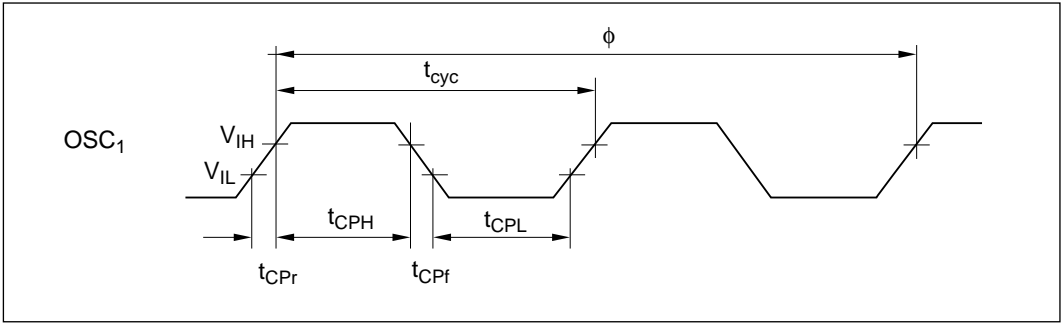 ϕ
tcyc
OSC1
VIH
VIL
tCPH
tCPL
tCPr
tCPf